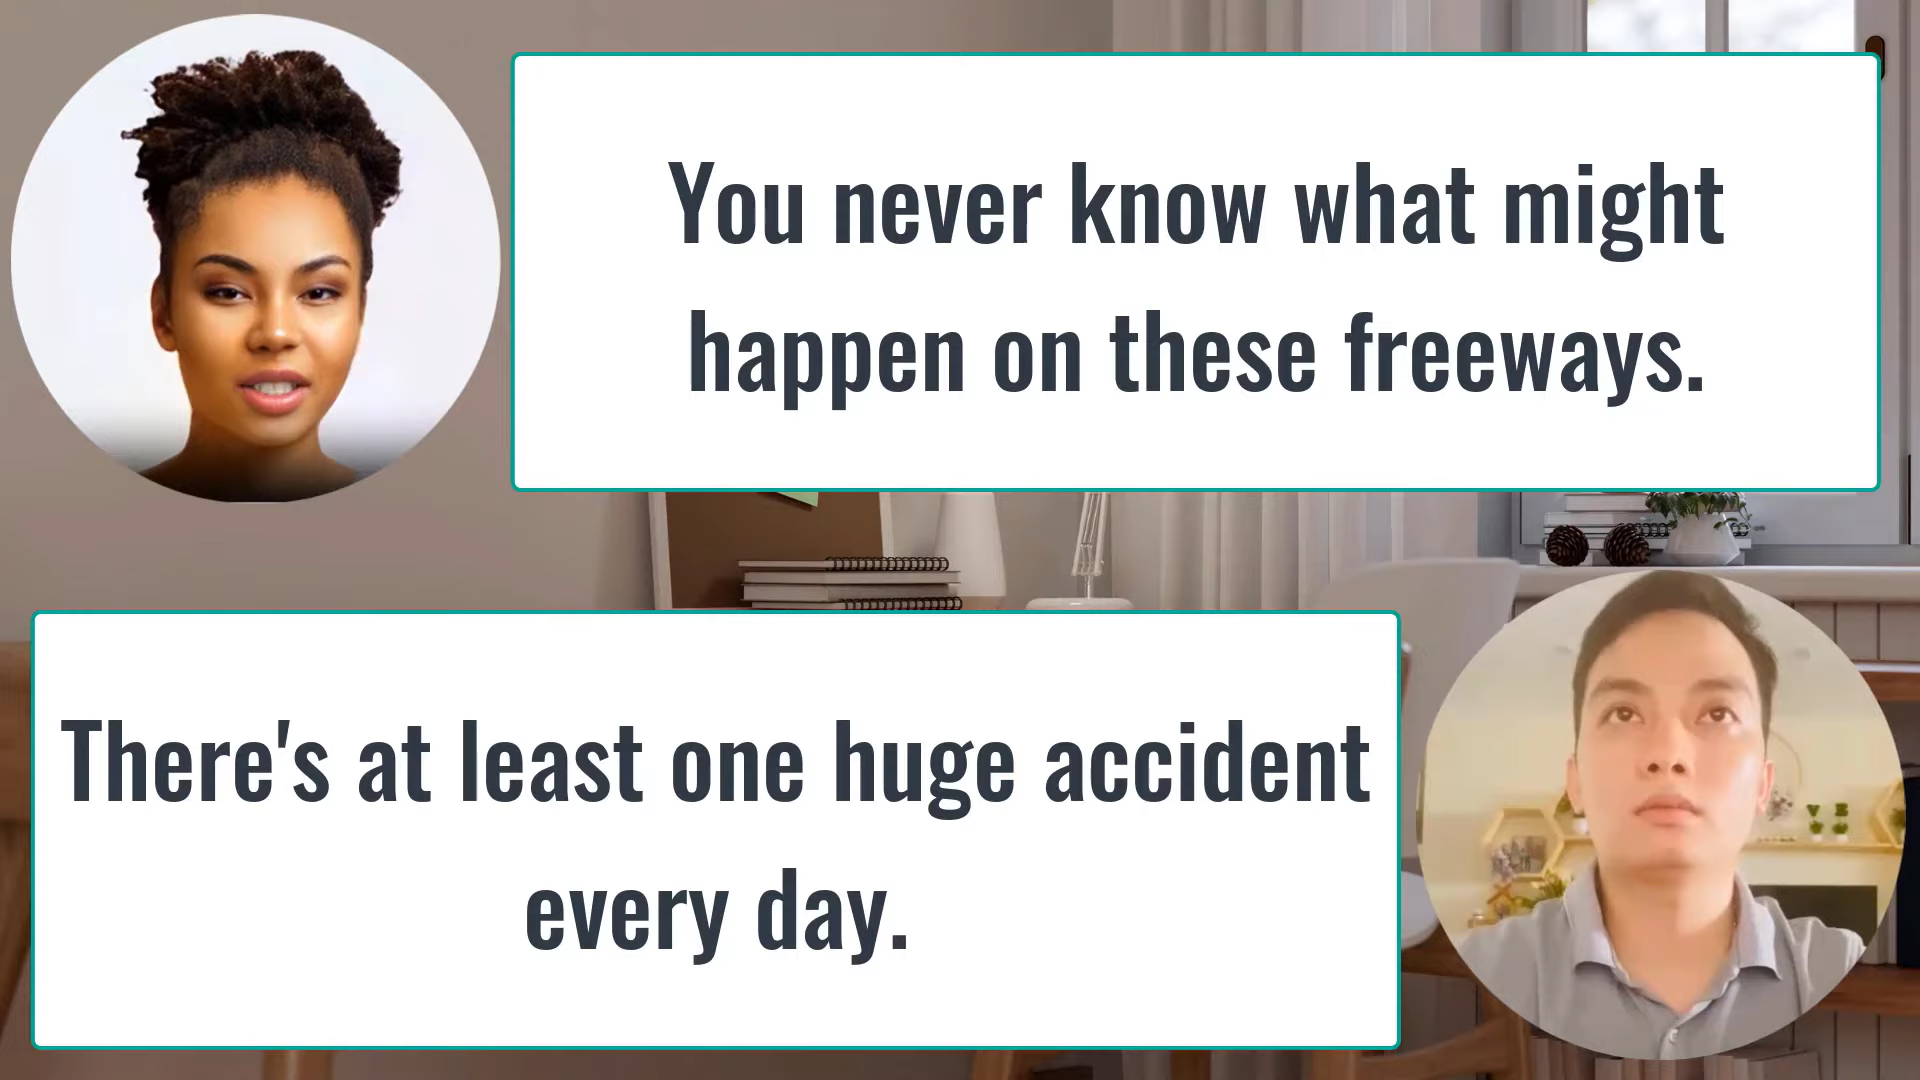 You never know what might
happen on these freeways.
There's at least one huge accident
every day.